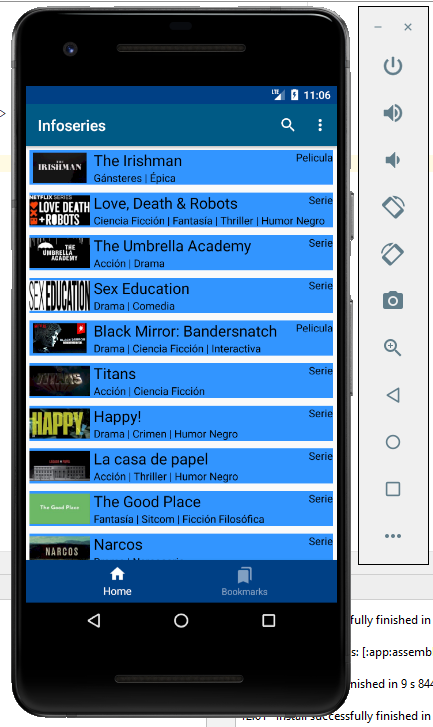 LTE 11:06
Infoseries
THE
IRISHMAN
The Irishman
Pelicula
Gánsteres | Épica
NETFLIX SERIES
LOVE DEATH
+ROBOTS
Love, Death & Robots
Serie
Ciencia Ficción | Fantasía | Thriller | Humor Negro
THE
UMBRELLA
ACADEMY
The Umbrella Academy
Serie
Acción | Drama
SEX EDUCATION
Sex Education
Serie
Drama | Comedia
Black Mirror: Bandersnatch
Pelicula
Drama | Ciencia Ficción | Interactiva
TITANS
Titans
Serie
Acción | Ciencia Ficción
HAPPY!
Happy!
Serie
Drama | Crimen | Humor Negro
La casa de papel
Serie
Acción | Thriller | Humor Negro
The Good Place
The Good Place
Serie
Fantasía | Sitcom | Ficción Filosófica
NARCOS
Narcos
Serie
Home
Bookmarks
fully finished in
s: [:app:assemb
nished in 9 s 844
successfully finished in